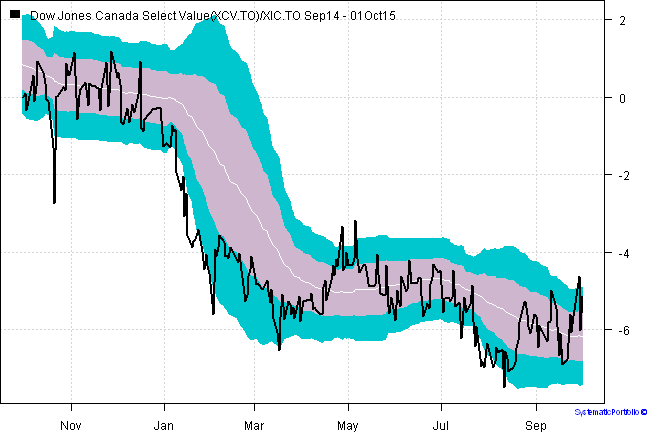 Dow Jones Canada Select Value(XCV.TO)/XIC.TO Sep14 - 01Oct15
2
0
-2
-4
-6
Nov Jan Mar May Jul Sep
SystematicPortfolio ©